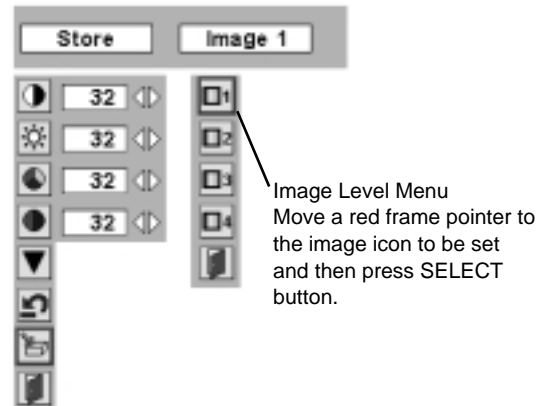 Store Image 1
32 1
32 2
32 3
32 4
Image Level Menu
Move a red frame pointer to
the image icon to be set
and then press SELECT
button.